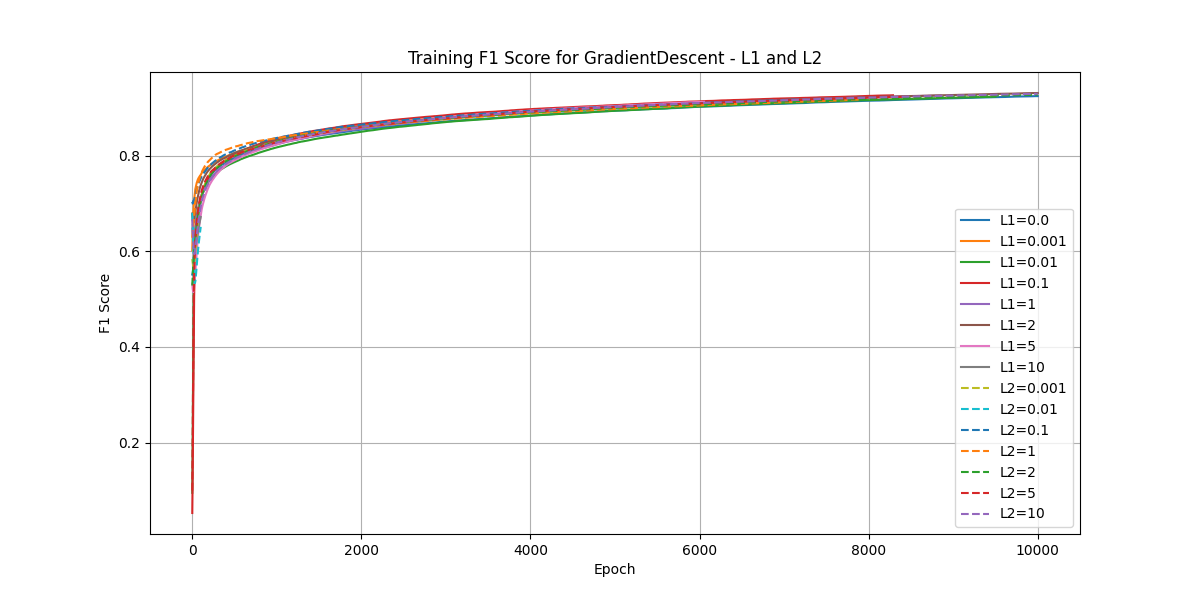 Training F1 Score for GradientDescent - L1 and L2
F1 Score
0.8
0.6
0.4
0.2
0
2000
4000
6000
8000
10000
Epoch
L1=0.0
L1=0.001
L1=0.01
L1=0.1
L1=1
L1=2
L1=5
L1=10
L2=0.001
L2=0.01
L2=0.1
L2=1
L2=2
L2=5
L2=10